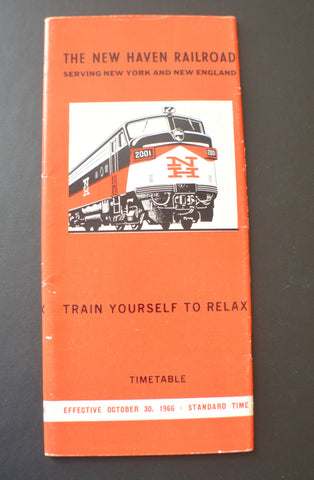 THE NEW HAVEN RAILROAD
SERVING NEW YORK AND NEW ENGLAND
2001
N
H
N
H
TRAIN YOURSELF TO RELAX
TIMETABLE
EFFECTIVE OCTOBER 30, 1966 - STANDARD TIME